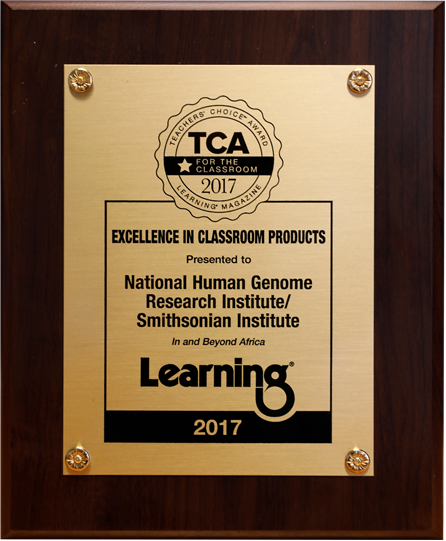 TEACHERS' CHOICE℠ AWARD
TCA
FOR THE
CLASSROOM
2017
LEARNING® MAGAZINE
EXCELLENCE IN CLASSROOM PRODUCTS
Presented to
National Human Genome
Research Institute/
Smithsonian Institute
In and Beyond Africa
Learning®
2017